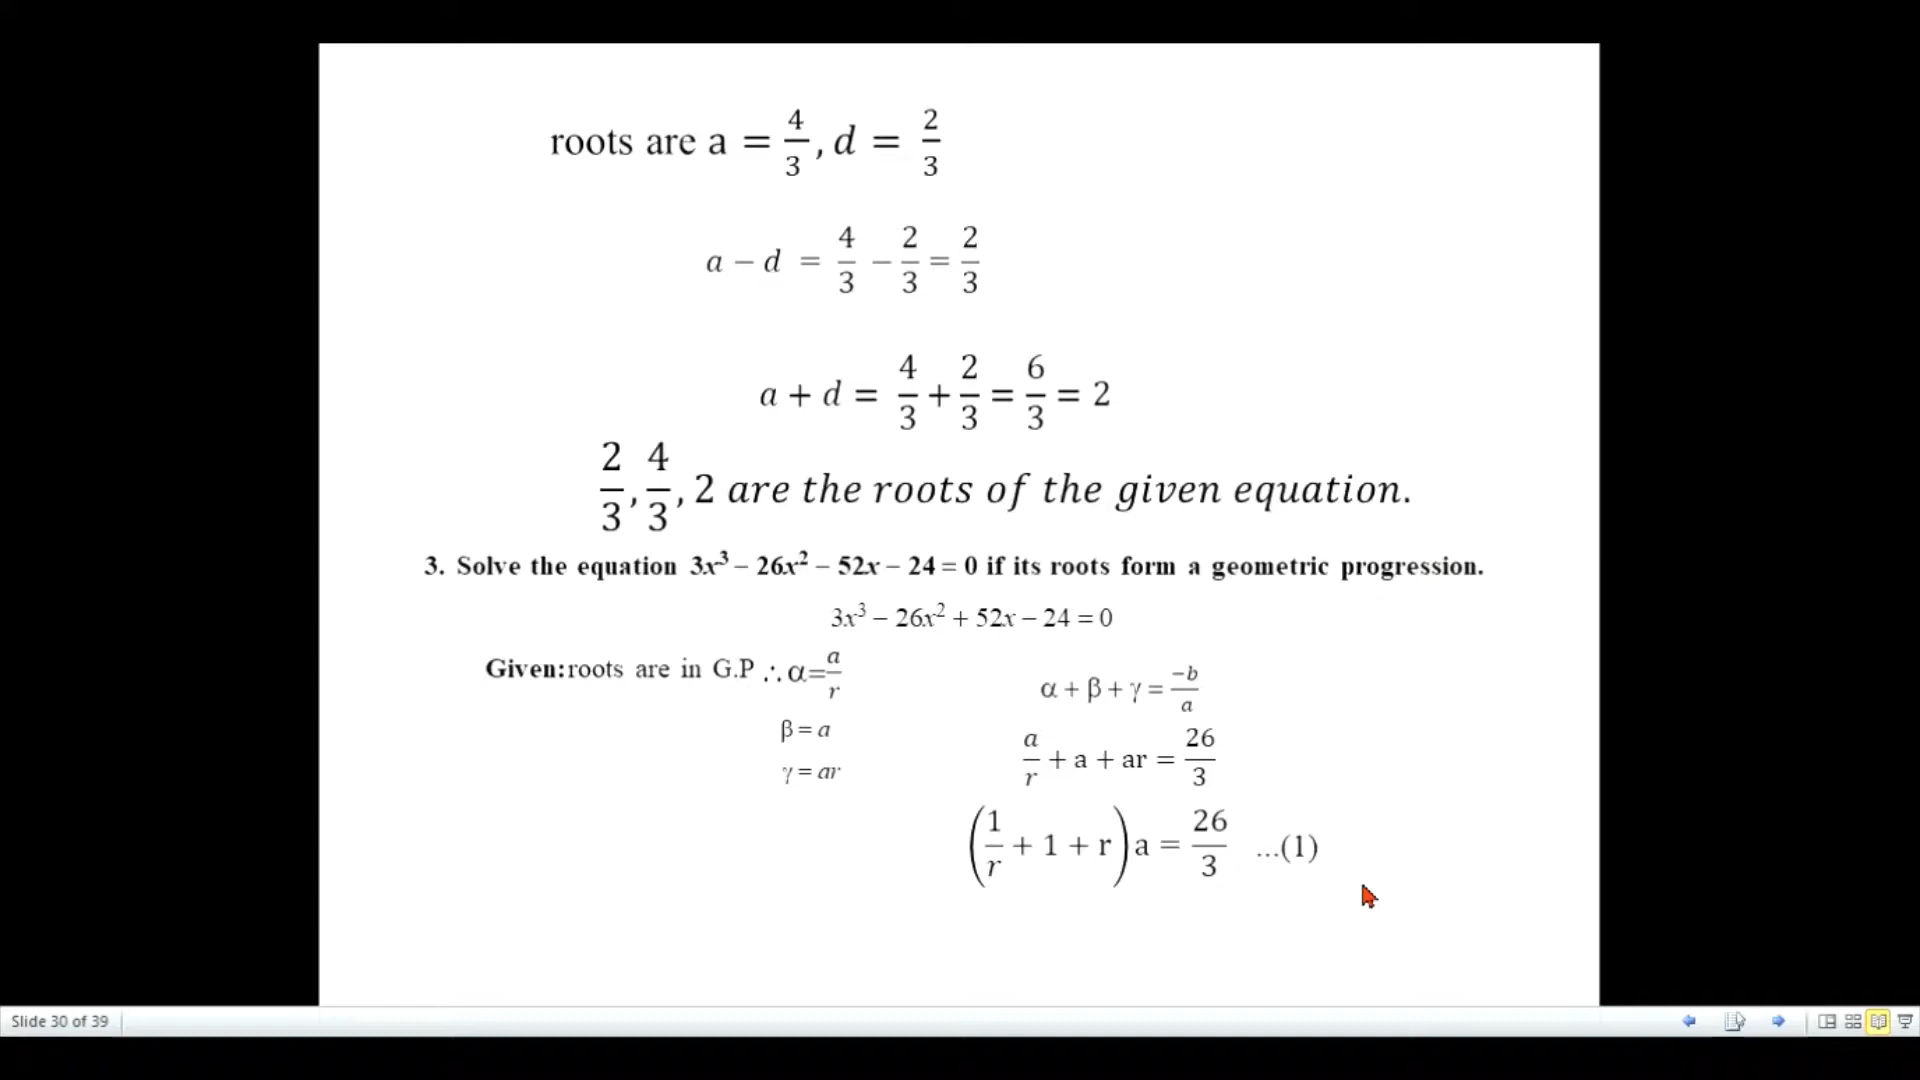 roots are a = 4/3, d = 2/3
a − d = 4/3 − 2/3 = 2/3
a + d = 4/3 + 2/3 = 6/3 = 2
2/3, 4/3, 2 are the roots of the given equation.
3. Solve the equation 3x³ – 26x² – 52x – 24 = 0 if its roots form a geometric progression.
3x³ – 26x² + 52x – 24 = 0
Given: roots are in G.P ∴ α = a/r
β = a
γ = ar
α + β + γ = −b/a
a/r + a + ar = 26/3
(1/r + 1 + r) a = 26/3 ...(1)
Slide 30 of 39